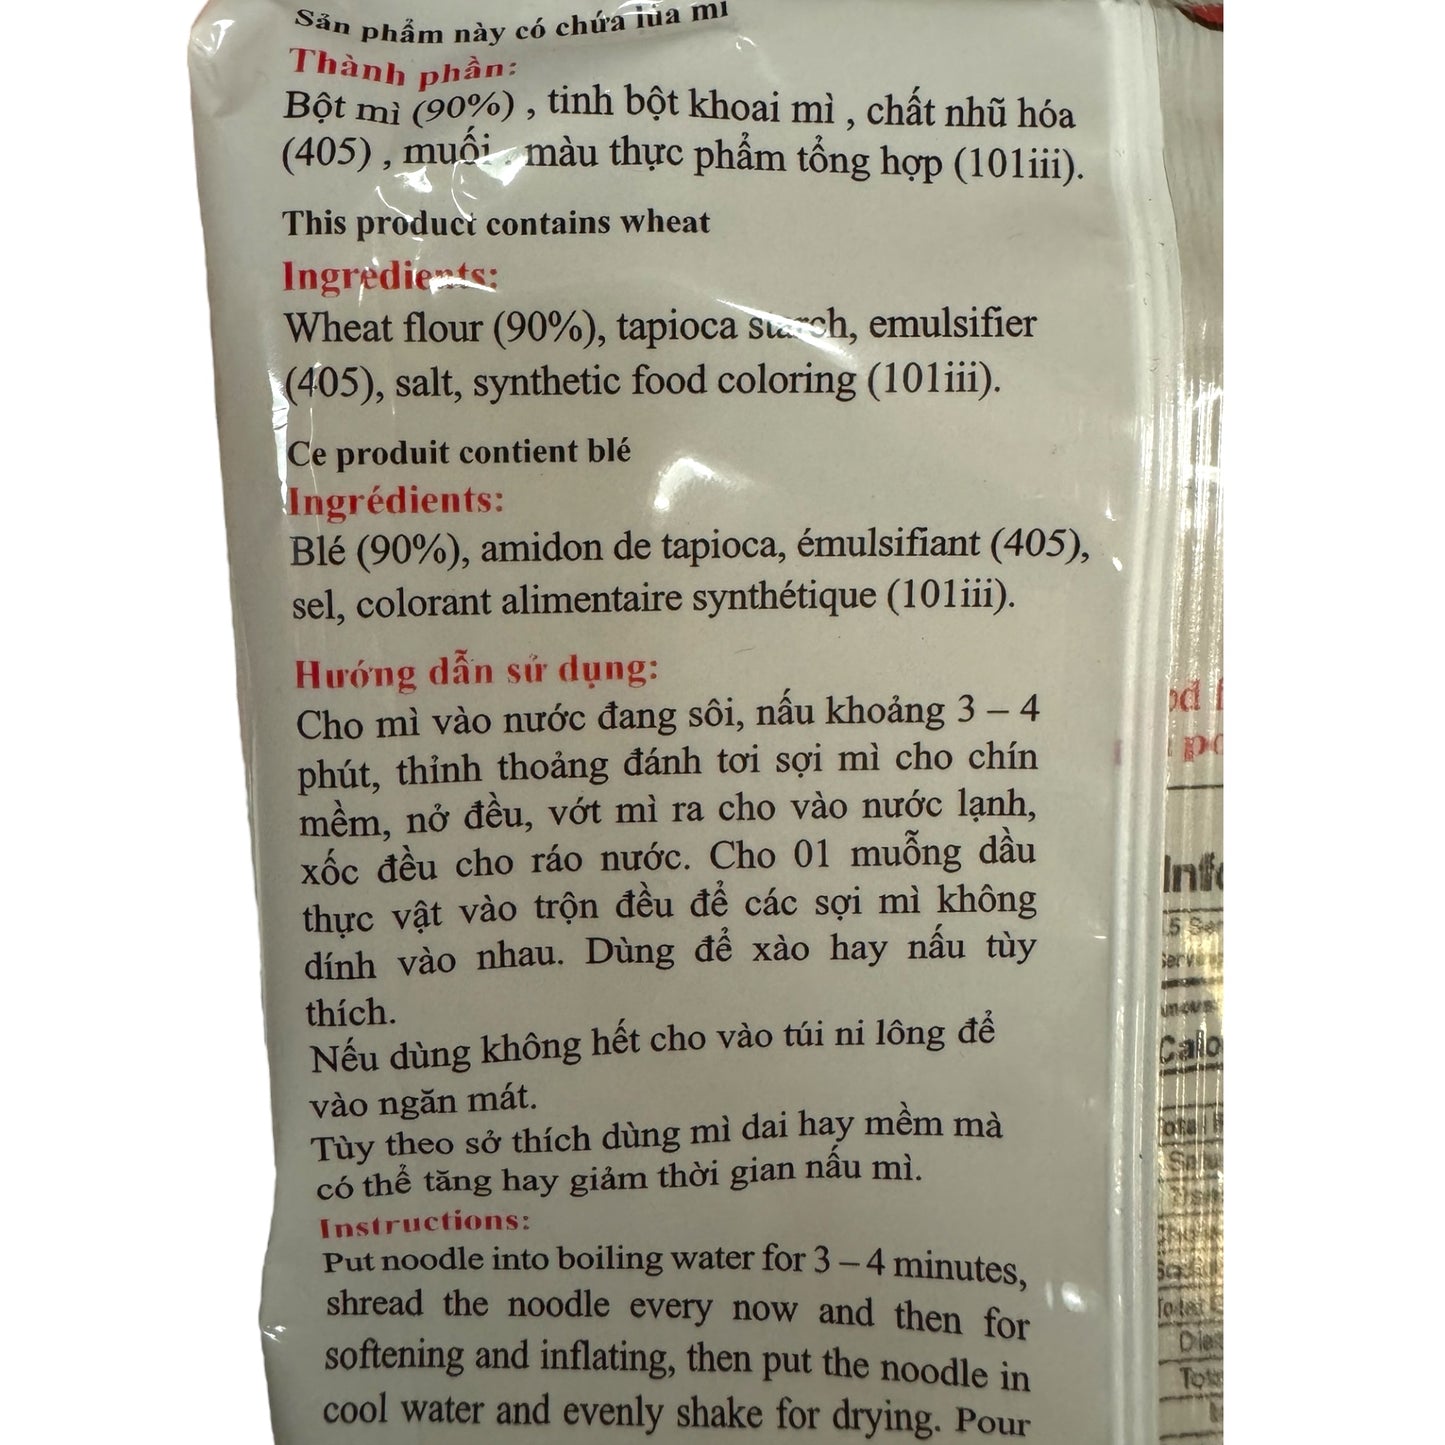 Sản phẩm này có chứa lúa mì
Thành phần:
Bột mì (90%) , tinh bột khoai mì , chất nhũ hóa
(405) , muối , màu thực phẩm tổng hợp (101iii).
This product contains wheat
Ingredients:
Wheat flour (90%), tapioca starch, emulsifier
(405), salt, synthetic food coloring (101iii).
Ce produit contient blé
Ingrédients:
Blé (90%), amidon de tapioca, émulsifiant (405),
sel, colorant alimentaire synthétique (101iii).
Hướng dẫn sử dụng:
Cho mì vào nước đang sôi, nấu khoảng 3 – 4
phút, thỉnh thoảng đánh tơi sợi mì cho chín
mềm, nở đều, vớt mì ra cho vào nước lạnh,
xốc đều cho ráo nước. Cho 01 muỗng dầu
thực vật vào trộn đều để các sợi mì không
dính vào nhau. Dùng để xào hay nấu tùy
thích.
Nếu dùng không hết cho vào túi ni lông để
vào ngăn mát.
Tùy theo sở thích dùng mì dai hay mềm mà
có thể tăng hay giảm thời gian nấu mì.
Instructions:
Put noodle into boiling water for 3 – 4 minutes,
shread the noodle every now and then for
softening and inflating, then put the noodle in
cool water and evenly shake for drying. Pour